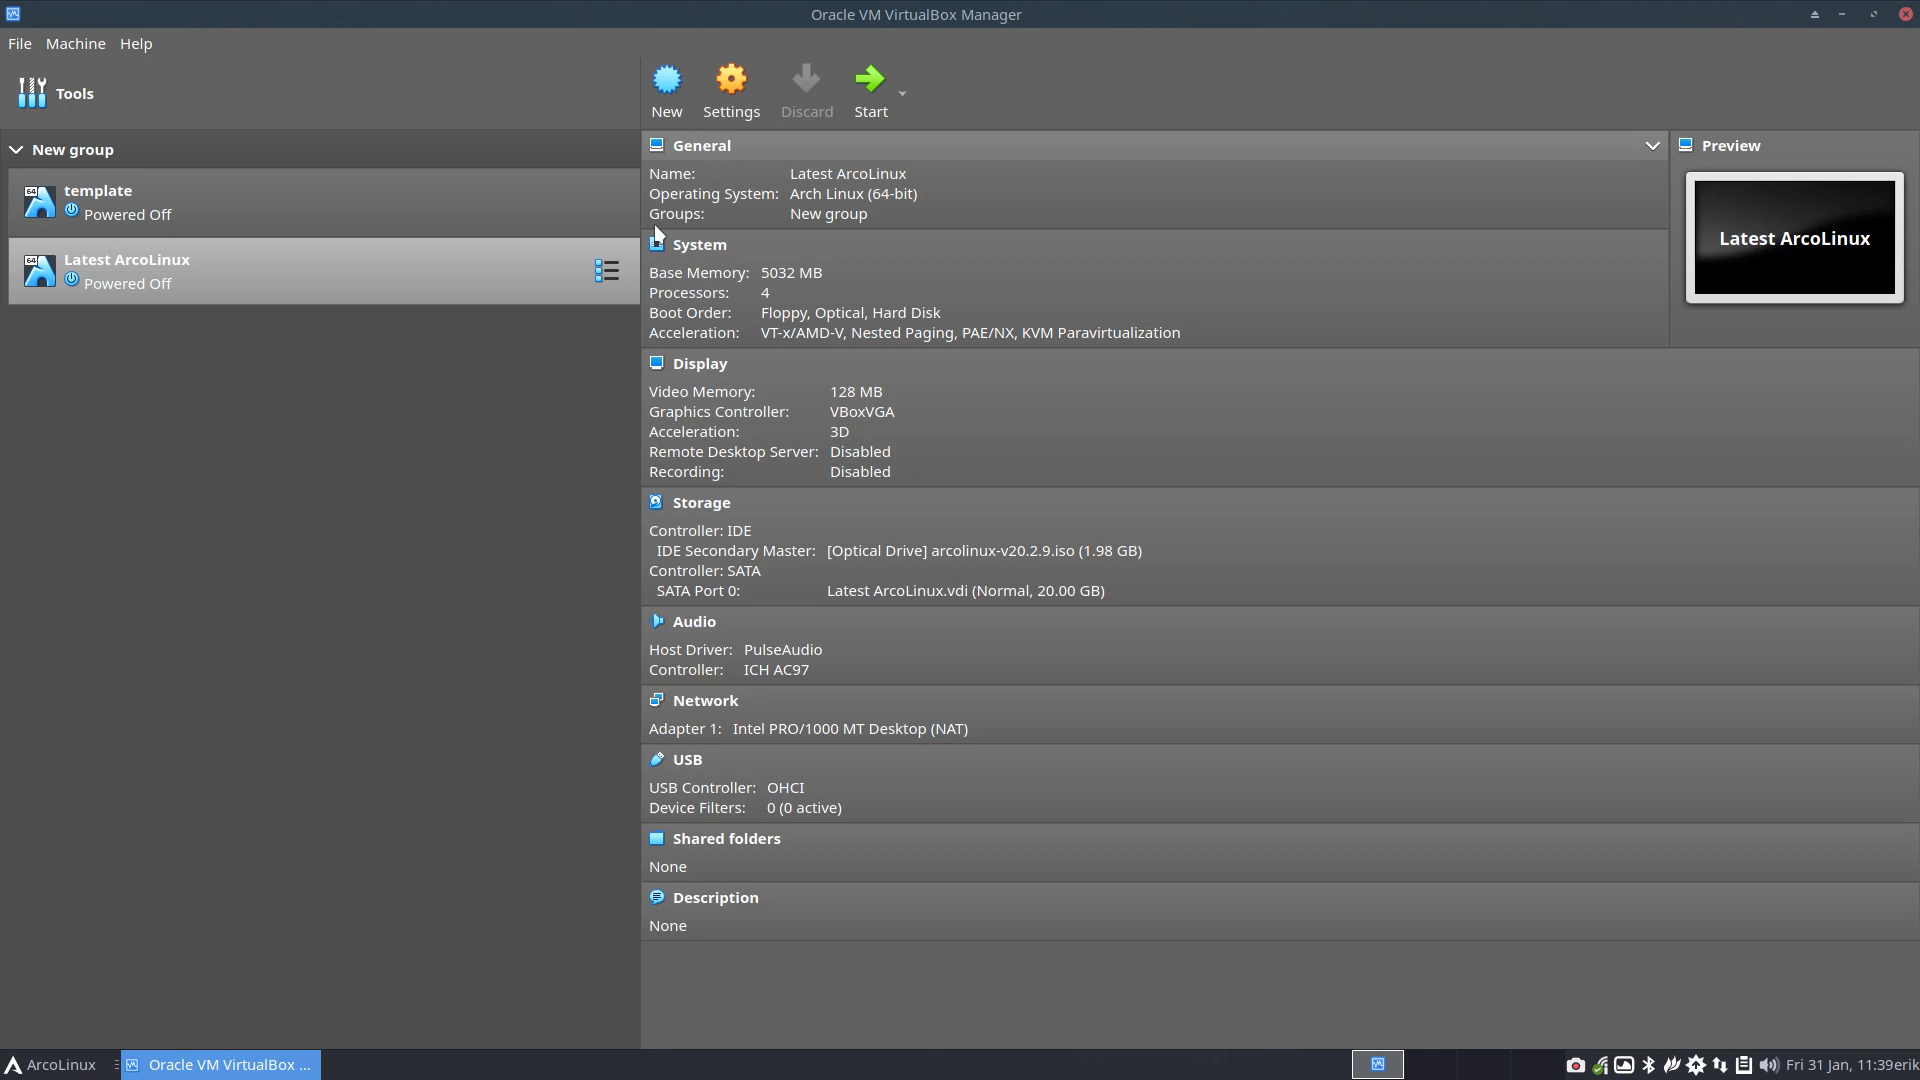 Oracle VM VirtualBox Manager
File Machine Help
Tools
New Settings Discard Start
New group
template
64
Powered Off
Latest ArcoLinux
64
Powered Off
General
Name: Latest ArcoLinux
Operating System: Arch Linux (64-bit)
Groups: New group
Preview
Latest ArcoLinux
System
Base Memory: 5032 MB
Processors: 4
Boot Order: Floppy, Optical, Hard Disk
Acceleration: VT-x/AMD-V, Nested Paging, PAE/NX, KVM Paravirtualization
Display
Video Memory: 128 MB
Graphics Controller: VBoxVGA
Acceleration: 3D
Remote Desktop Server: Disabled
Recording: Disabled
Storage
Controller: IDE
IDE Secondary Master: [Optical Drive] arcolinux-v20.2.9.iso (1.98 GB)
Controller: SATA
SATA Port 0: Latest ArcoLinux.vdi (Normal, 20.00 GB)
Audio
Host Driver: PulseAudio
Controller: ICH AC97
Network
Adapter 1: Intel PRO/1000 MT Desktop (NAT)
USB
USB Controller: OHCI
Device Filters: 0 (0 active)
Shared folders
None
Description
None
ArcoLinux Oracle VM VirtualBox ... Fri 31 Jan, 11:39erik